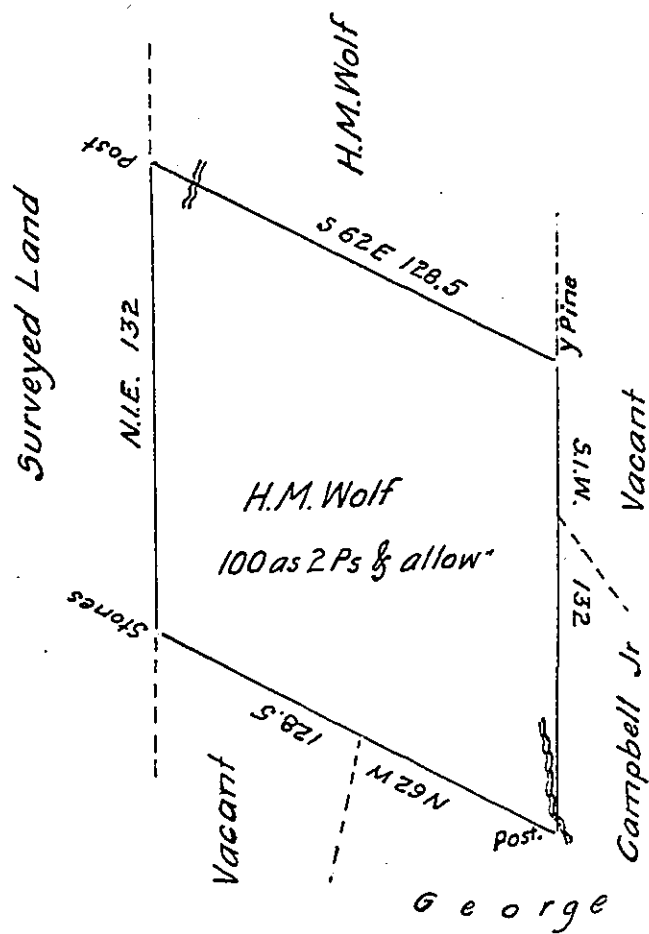 H.M.Wolf
Post
Surveyed Land
S 62 E 128.5
N.1.E. 132
y Pine
H.M. Wolf
100 as 2 Ps & allow-
S.1.W. 132
Vacant
Stones
128.5
N 62 W
Vacant
Post.
Campbell Jr
George